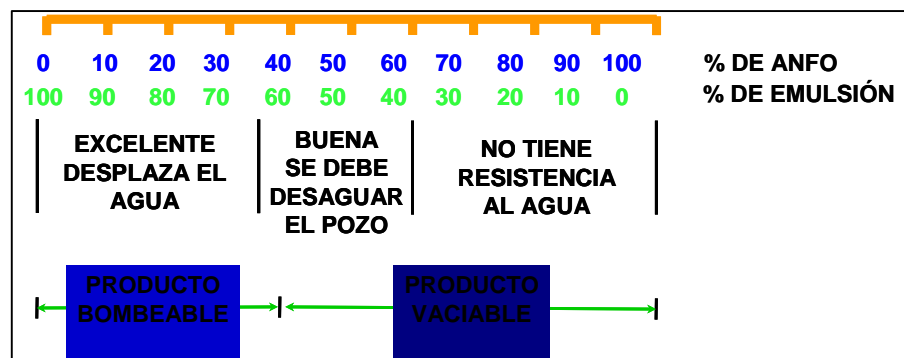 0 10 20 30 40 50 60 70 80 90 100 % DE ANFO
100 90 80 70 60 50 40 30 20 10 0 % DE EMULSIÓN
EXCELENTE
DESPLAZA EL
AGUA
BUENA
SE DEBE
DESAGUAR
EL POZO
NO TIENE
RESISTENCIA
AL AGUA
PRODUCTO
BOMBEABLE
PRODUCTO
VACIABLE